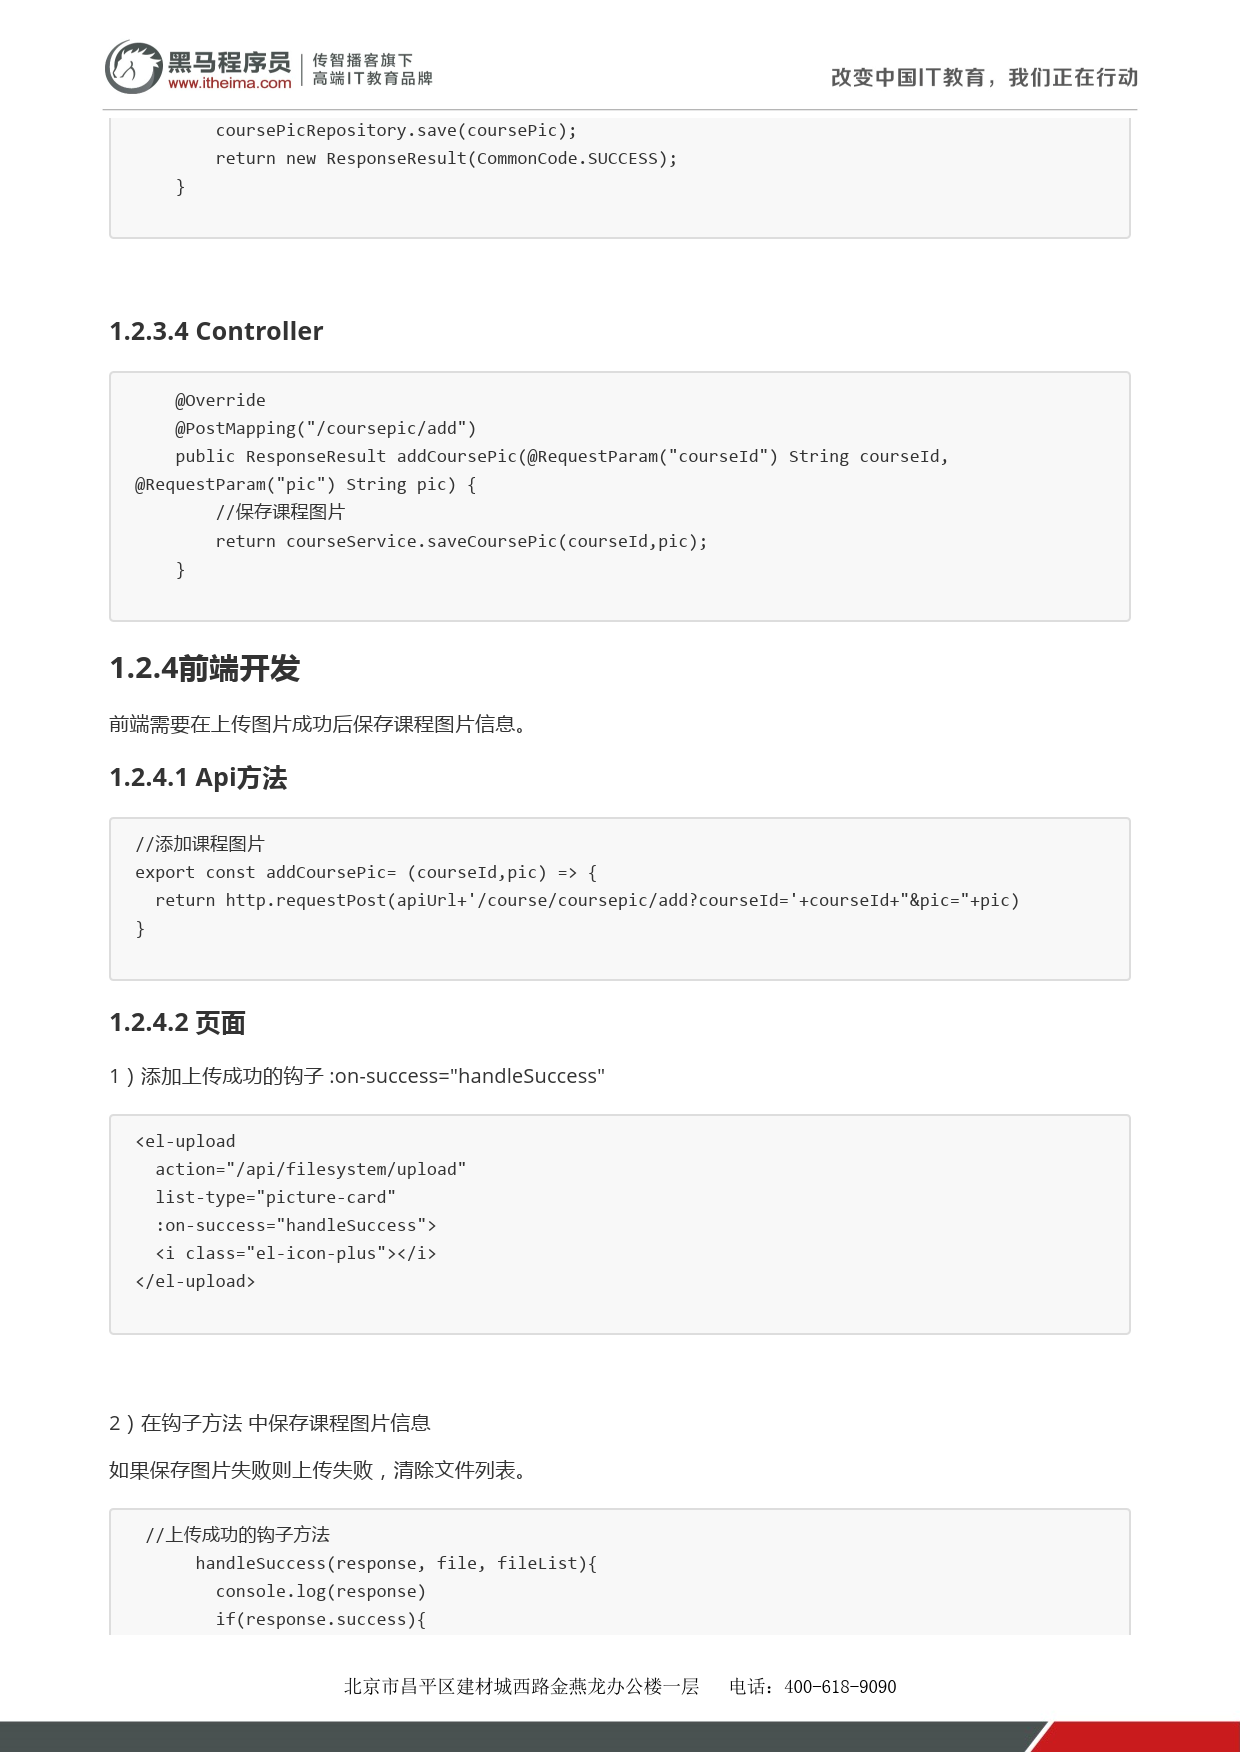 黑马程序员
www.itheima.com
传智播客旗下
高端IT教育品牌
改变中国IT教育，我们正在行动
        coursePicRepository.save(coursePic);
        return new ResponseResult(CommonCode.SUCCESS);
    }
1.2.3.4 Controller
    @Override
    @PostMapping("/coursepic/add")
    public ResponseResult addCoursePic(@RequestParam("courseId") String courseId,
@RequestParam("pic") String pic) {
        //保存课程图片
        return courseService.saveCoursePic(courseId,pic);
    }
1.2.4前端开发
前端需要在上传图片成功后保存课程图片信息。
1.2.4.1 Api方法
//添加课程图片
export const addCoursePic= (courseId,pic) => {
  return http.requestPost(apiUrl+'/course/coursepic/add?courseId='+courseId+"&pic="+pic)
}
1.2.4.2 页面
1）添加上传成功的钩子 :on-success="handleSuccess"
<el-upload
  action="/api/filesystem/upload"
  list-type="picture-card"
  :on-success="handleSuccess">
  <i class="el-icon-plus"></i>
</el-upload>
2）在钩子方法 中保存课程图片信息
如果保存图片失败则上传失败，清除文件列表。
 //上传成功的钩子方法
      handleSuccess(response, file, fileList){
        console.log(response)
        if(response.success){
北京市昌平区建材城西路金燕龙办公楼一层 电话：400-618-9090